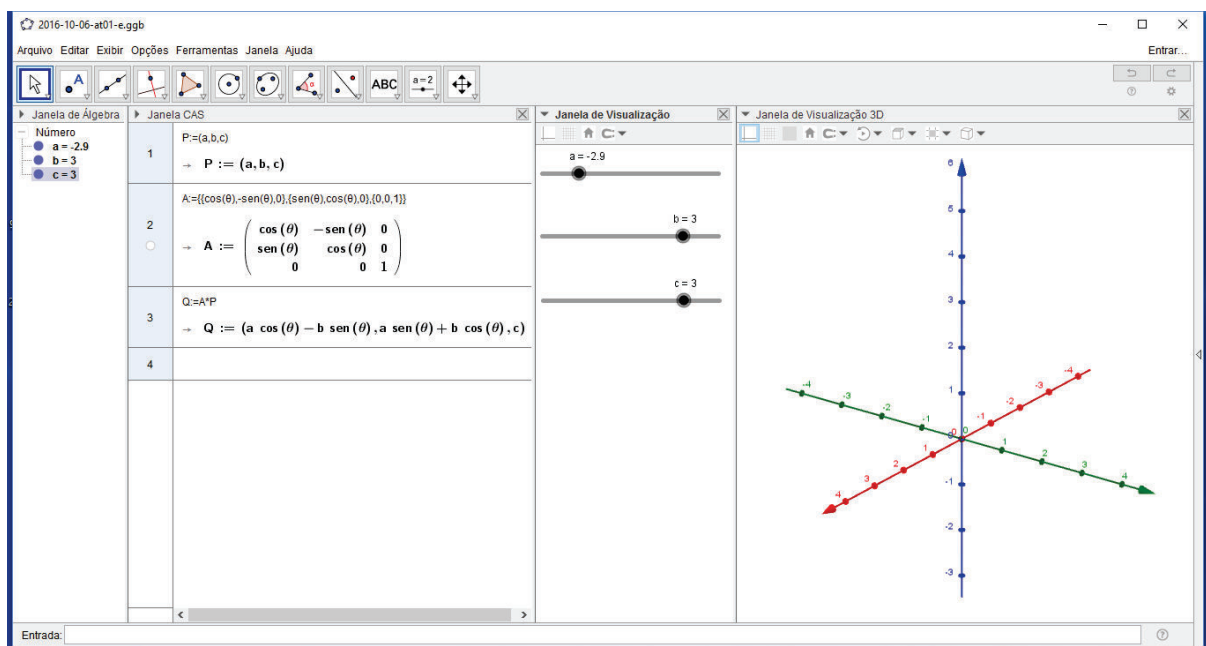 2016-10-06-at01-e.ggb
Arquivo Editar Exibir Opções Ferramentas Janela Ajuda
Entrar...
A
ABC
a=2
Janela de Álgebra
Número
a = -2.9
b = 3
c = 3
Janela CAS
1
P:=(a,b,c)
→ P := (a, b, c)
2
A:={{cos(θ),-sen(θ),0},{sen(θ),cos(θ),0},{0,0,1}}
→ A := ( cos (θ) −sen (θ) 0
sen (θ) cos (θ) 0
0 0 1 )
3
Q:=A*P
→ Q := (a cos (θ) − b sen (θ) , a sen (θ) + b cos (θ) , c)
4
Janela de Visualização
a = -2.9
b = 3
c = 3
Janela de Visualização 3D
6
5
4
3
2
1
0
-1
-2
-3
-4
-3
-2
-1
0
1
2
3
4
-4
-3
-2
-1
0
1
2
3
4
Entrada: